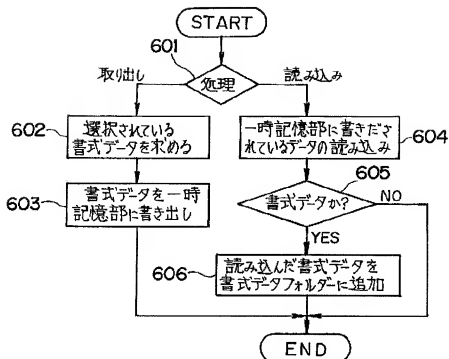 START
601
取り出し
処理
読み込み
602
選択されている
書式データを求める
一時記憶部に書きだ
されているデータの読み込み
604
603
書式データを一時
記憶部に書き出し
605
書式データか?
NO
YES
606
読み込んだ書式データを
書式データフォルダーに追加
END